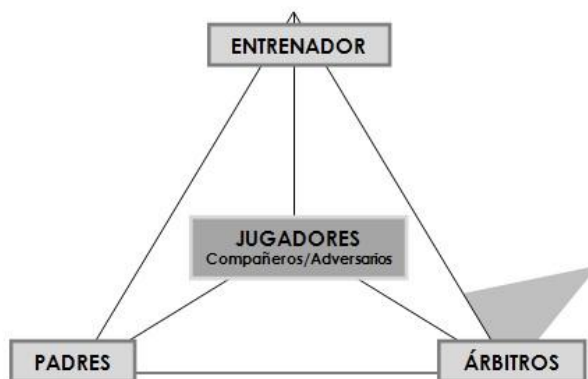 ENTRENADOR
JUGADORES
Compañeros/Adversarios
PADRES
ÁRBITROS